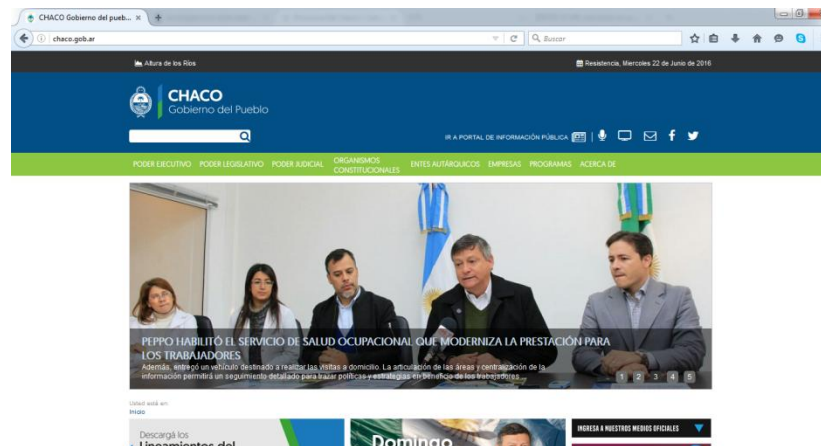 CHACO Gobierno del pueb...
chaco.gob.ar
Buscar
Altura de los Ríos
Resistencia, Miercoles 22 de Junio de 2016
CHACO
Gobierno del Pueblo
IR A PORTAL DE INFORMACIÓN PÚBLICA
PODER EJECUTIVO PODER LEGISLATIVO PODER JUDICIAL ORGANISMOS CONSTITUCIONALES ENTES AUTÁRQUICOS EMPRESAS PROGRAMAS ACERCA DE
PEPPO HABILITÓ EL SERVICIO DE SALUD OCUPACIONAL QUE MODERNIZA LA PRESTACIÓN PARA
LOS TRABAJADORES
Además, entregó un vehículo destinado a realizar las visitas a domicilio. La articulación de las áreas y centralización de la
información permitirá un seguimiento detallado para trazar políticas y estrategias en beneficio de los trabajadores
1 2 3 4 5
Usted está en:
Inicio
Descargá los
Lineamientos del
Domingo
INGRESA A NUESTROS MEDIOS OFICIALES